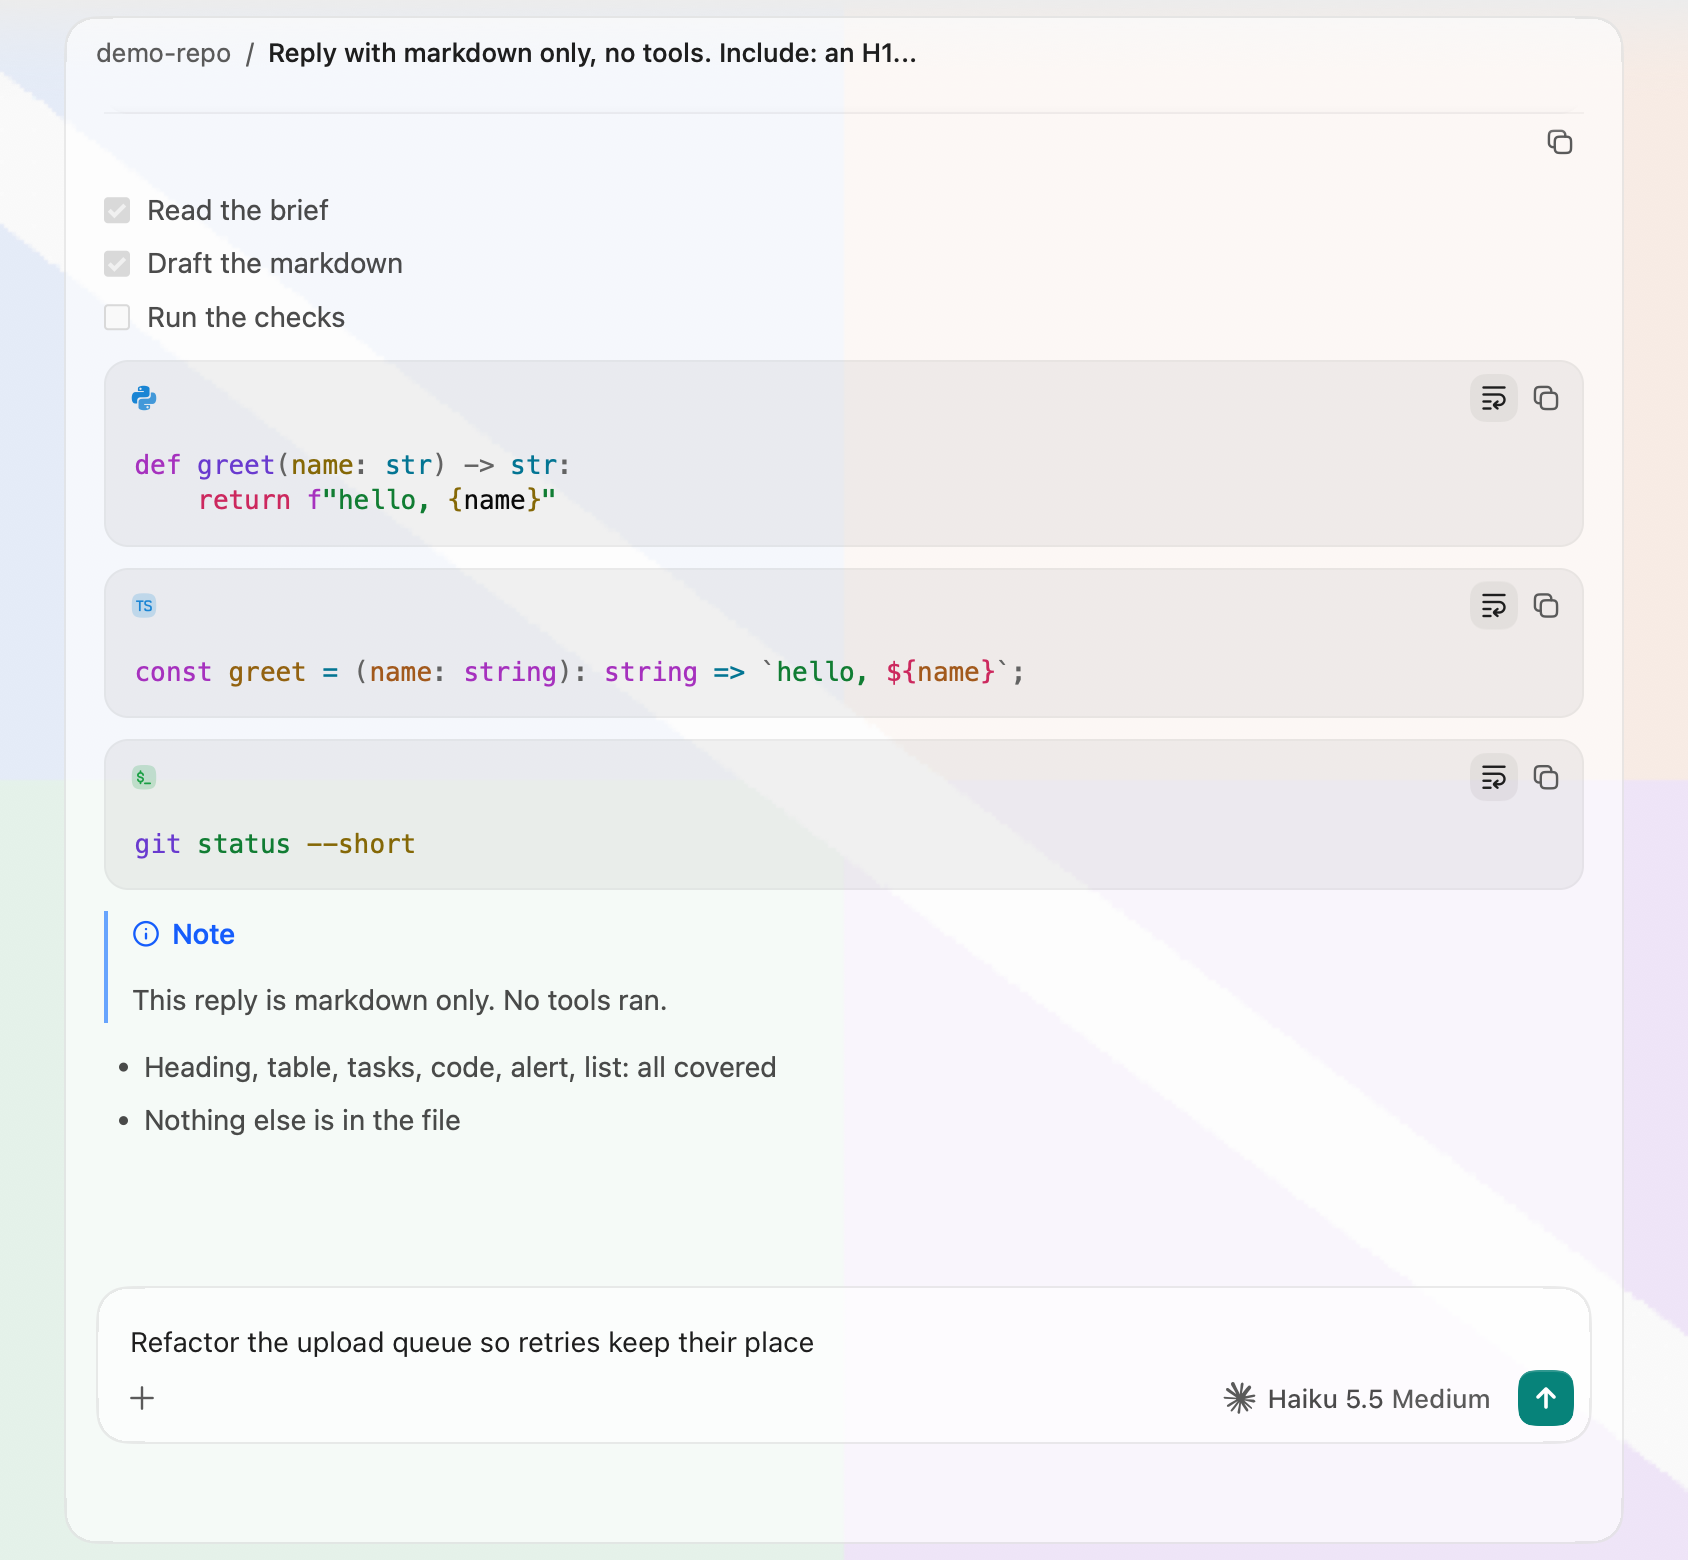 demo-repo / Reply with markdown only, no tools. Include: an H1...
Read the brief
Draft the markdown
Run the checks
def greet(name: str) -> str:
    return f"hello, {name}"
TS
const greet = (name: string): string => `hello, ${name}`;
$_
git status --short
Note
This reply is markdown only. No tools ran.
• Heading, table, tasks, code, alert, list: all covered
• Nothing else is in the file
Refactor the upload queue so retries keep their place
Haiku 5.5 Medium